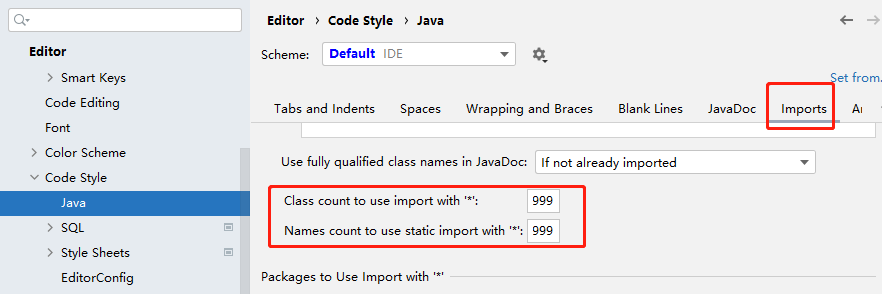 Editor
Smart Keys
Code Editing
Font
Color Scheme
Code Style
Java
SQL
Style Sheets
EditorConfig
Editor › Code Style › Java
Scheme: Default IDE
Set from.
Tabs and Indents Spaces Wrapping and Braces Blank Lines JavaDoc Imports
Use fully qualified class names in JavaDoc: If not already imported
Class count to use import with '*': 999
Names count to use static import with '*': 999
Packages to Use Import with '*'